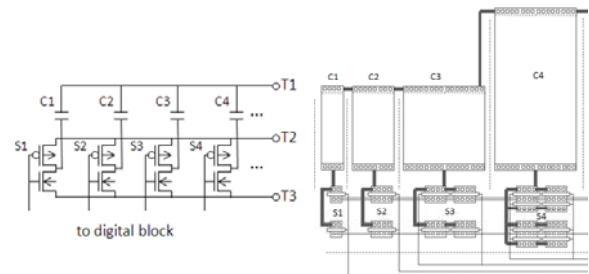 T1
C1 C2 C3 C4
...
T2
S1 S2 S3 S4
...
T3
to digital block
C1 C2 C3 C4
S1 S2 S3 S4